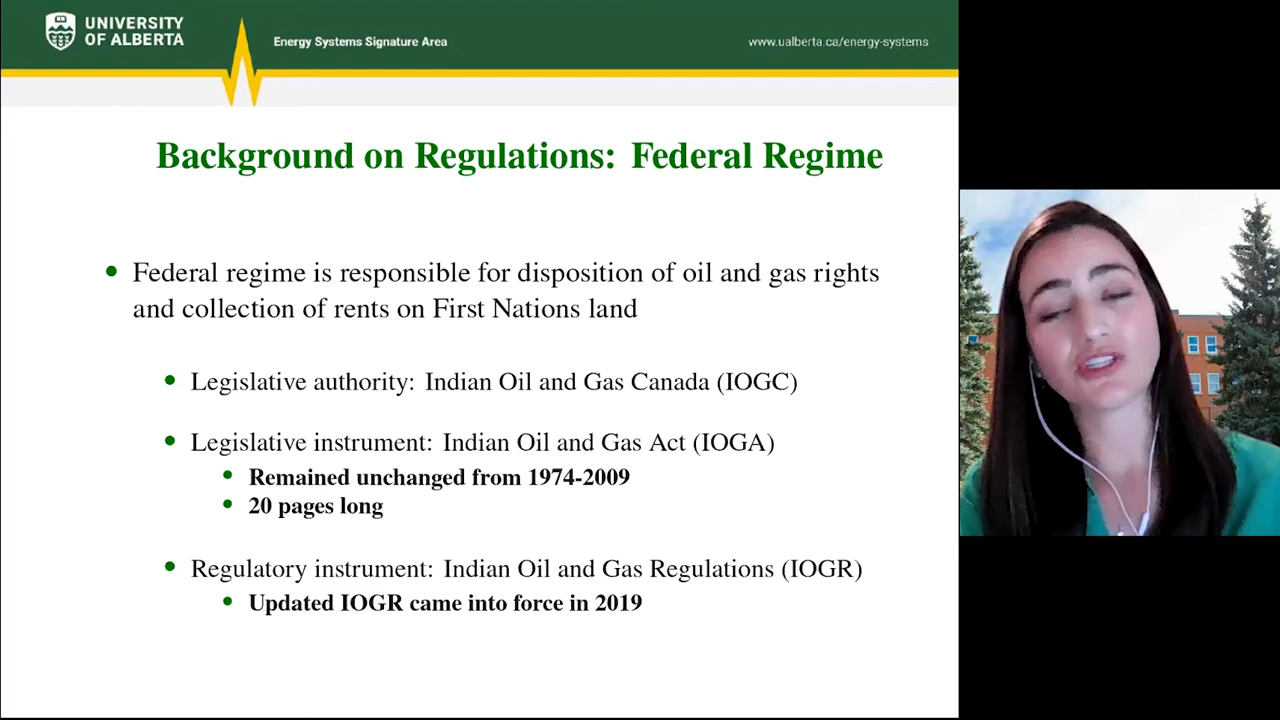 UNIVERSITY
OF ALBERTA
Energy Systems Signature Area
www.ualberta.ca/energy-systems
Background on Regulations: Federal Regime
Federal regime is responsible for disposition of oil and gas rights
and collection of rents on First Nations land
Legislative authority: Indian Oil and Gas Canada (IOGC)
Legislative instrument: Indian Oil and Gas Act (IOGA)
Remained unchanged from 1974-2009
20 pages long
Regulatory instrument: Indian Oil and Gas Regulations (IOGR)
Updated IOGR came into force in 2019